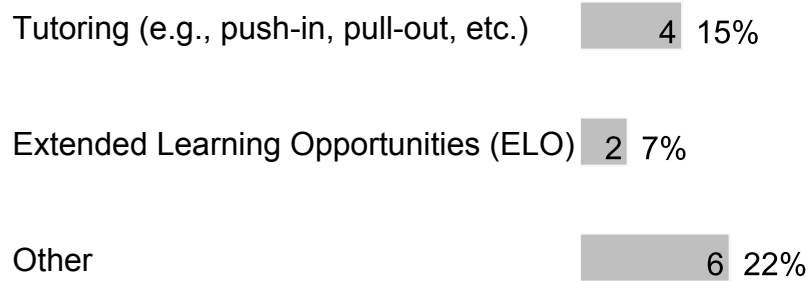 Tutoring (e.g., push-in, pull-out, etc.) 4 15%
Extended Learning Opportunities (ELO) 2 7%
Other 6 22%